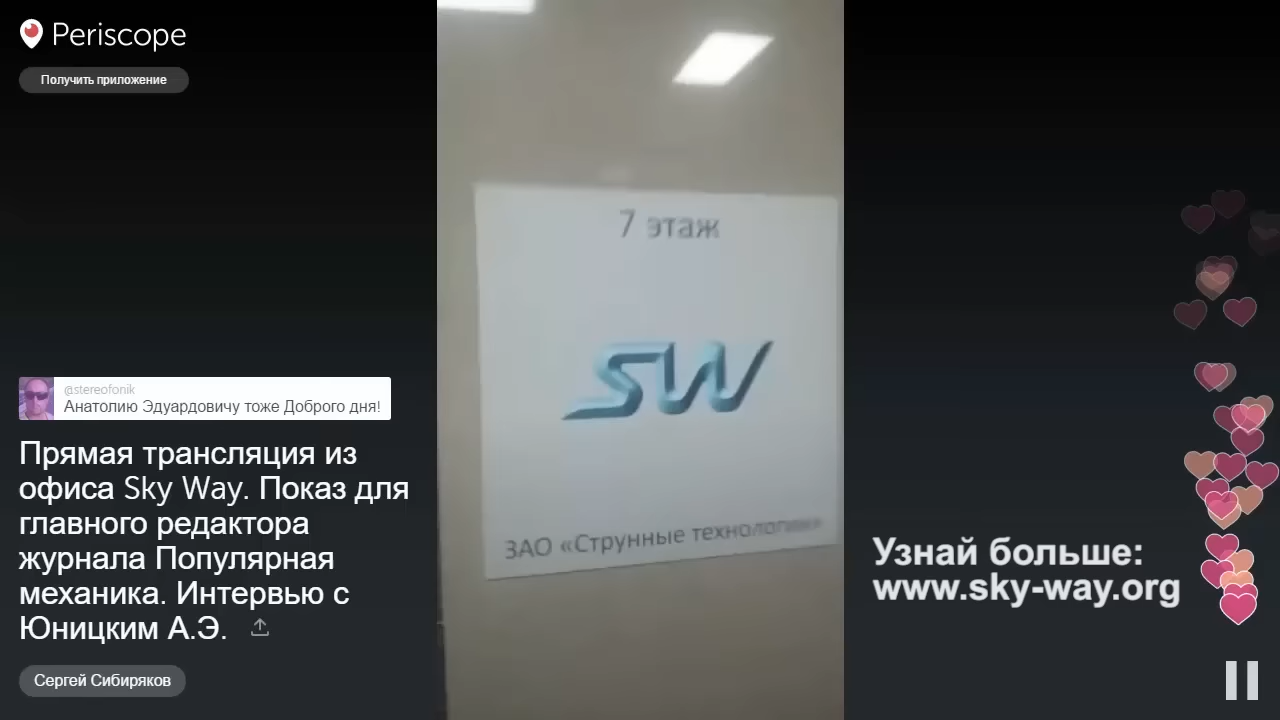 Periscope
Получить приложение
7 этаж
SW
ЗАО «Струнные технологии»
@stereofonik
Анатолию Эдуардовичу тоже Доброго дня!
Прямая трансляция из
офиса Sky Way. Показ для
главного редактора
журнала Популярная
механика. Интервью с
Юницким А.Э.
Сергей Сибиряков
Узнай больше:
www.sky-way.org